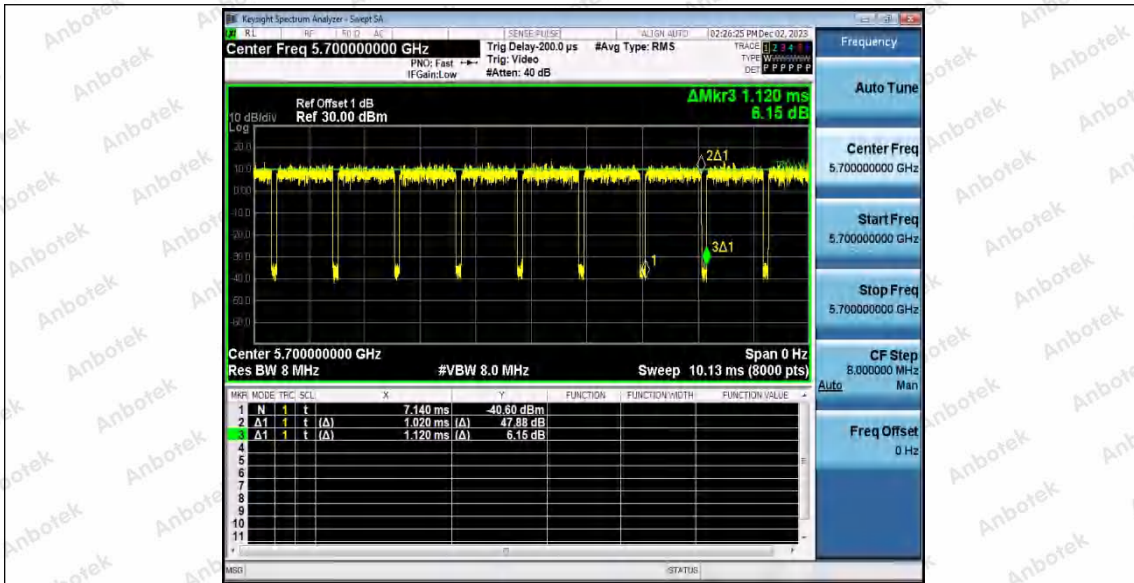 Keysight Spectrum Analyzer - Swept SA
RL RF 50 Ω AC SENSE:PULSE ALIGN AUTO 02:26:25 PM Dec 02, 2023
Center Freq 5.700000000 GHz
Trig Delay-200.0 µs #Avg Type: RMS
TRACE 1 2 3 4 5 6
PNO: Fast Trig: Video
TYPE WWWWWW
IFGain:Low #Atten: 40 dB
DET P P P P P P
Frequency
Auto Tune
Center Freq
5.700000000 GHz
Start Freq
5.700000000 GHz
Stop Freq
5.700000000 GHz
CF Step
8.000000 MHz
Auto Man
Freq Offset
0 Hz
ΔMkr3 1.120 ms
6.15 dB
Ref Offset 1 dB
10 dB/div Ref 30.00 dBm
Log
20.0
10.0
0.00
-10.0
-20.0
-30.0
-40.0
-50.0
-60.0
2Δ1
3Δ1
1
Center 5.700000000 GHz Span 0 Hz
Res BW 8 MHz #VBW 8.0 MHz Sweep 10.13 ms (8000 pts)
MKR MODE TRC SCL X Y FUNCTION FUNCTION WIDTH FUNCTION VALUE
1 N 1 t 7.140 ms -40.60 dBm
2 Δ1 1 t (Δ) 1.020 ms (Δ) 47.88 dB
3 Δ1 1 t (Δ) 1.120 ms (Δ) 6.15 dB
4
5
6
7
8
9
10
11
MSG STATUS
Anbotek